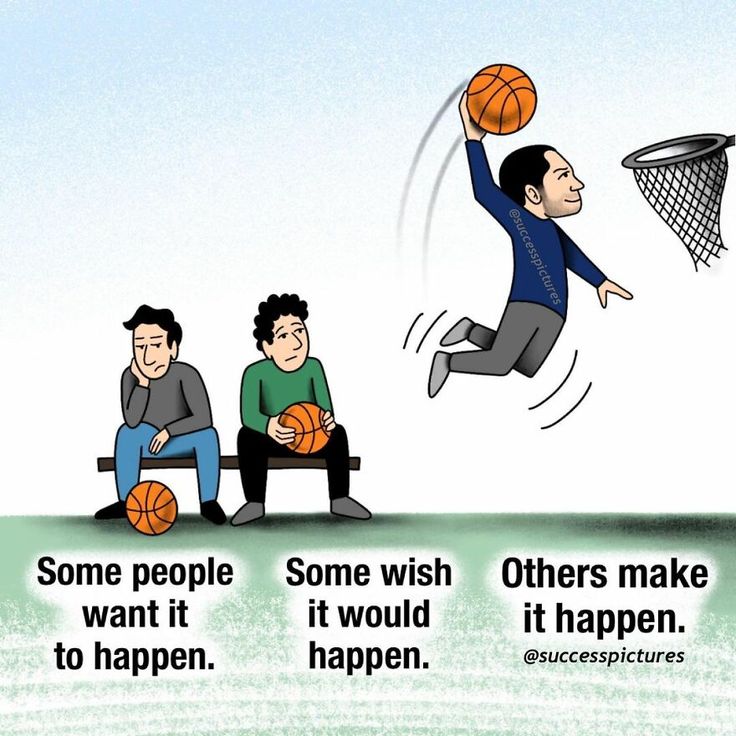 @successpictures
Some people
want it
to happen.
Some wish
it would
happen.
Others make
it happen.
@successpictures